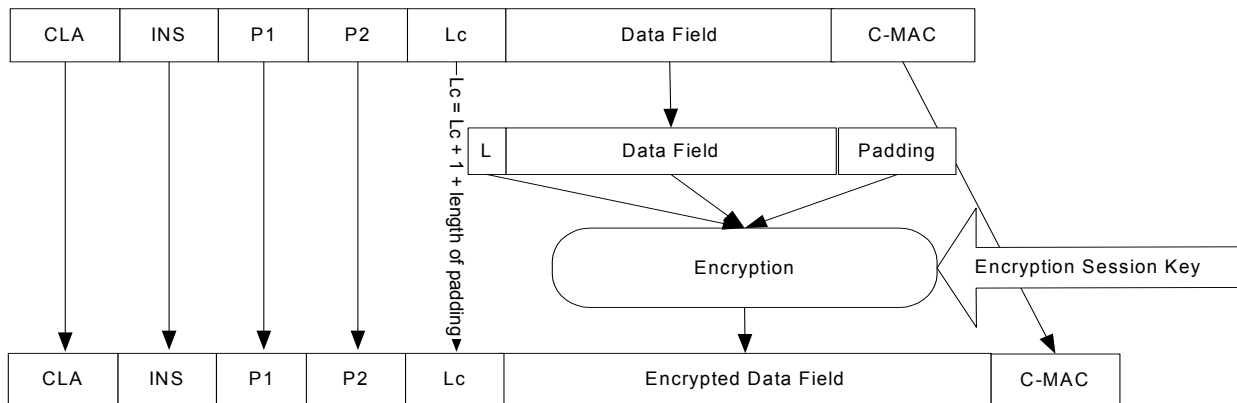 CLA INS P1 P2 Lc Data Field C-MAC
Lc = Lc + 1 + length of padding
L Data Field Padding
Encryption
Encryption Session Key
CLA INS P1 P2 Lc Encrypted Data Field C-MAC